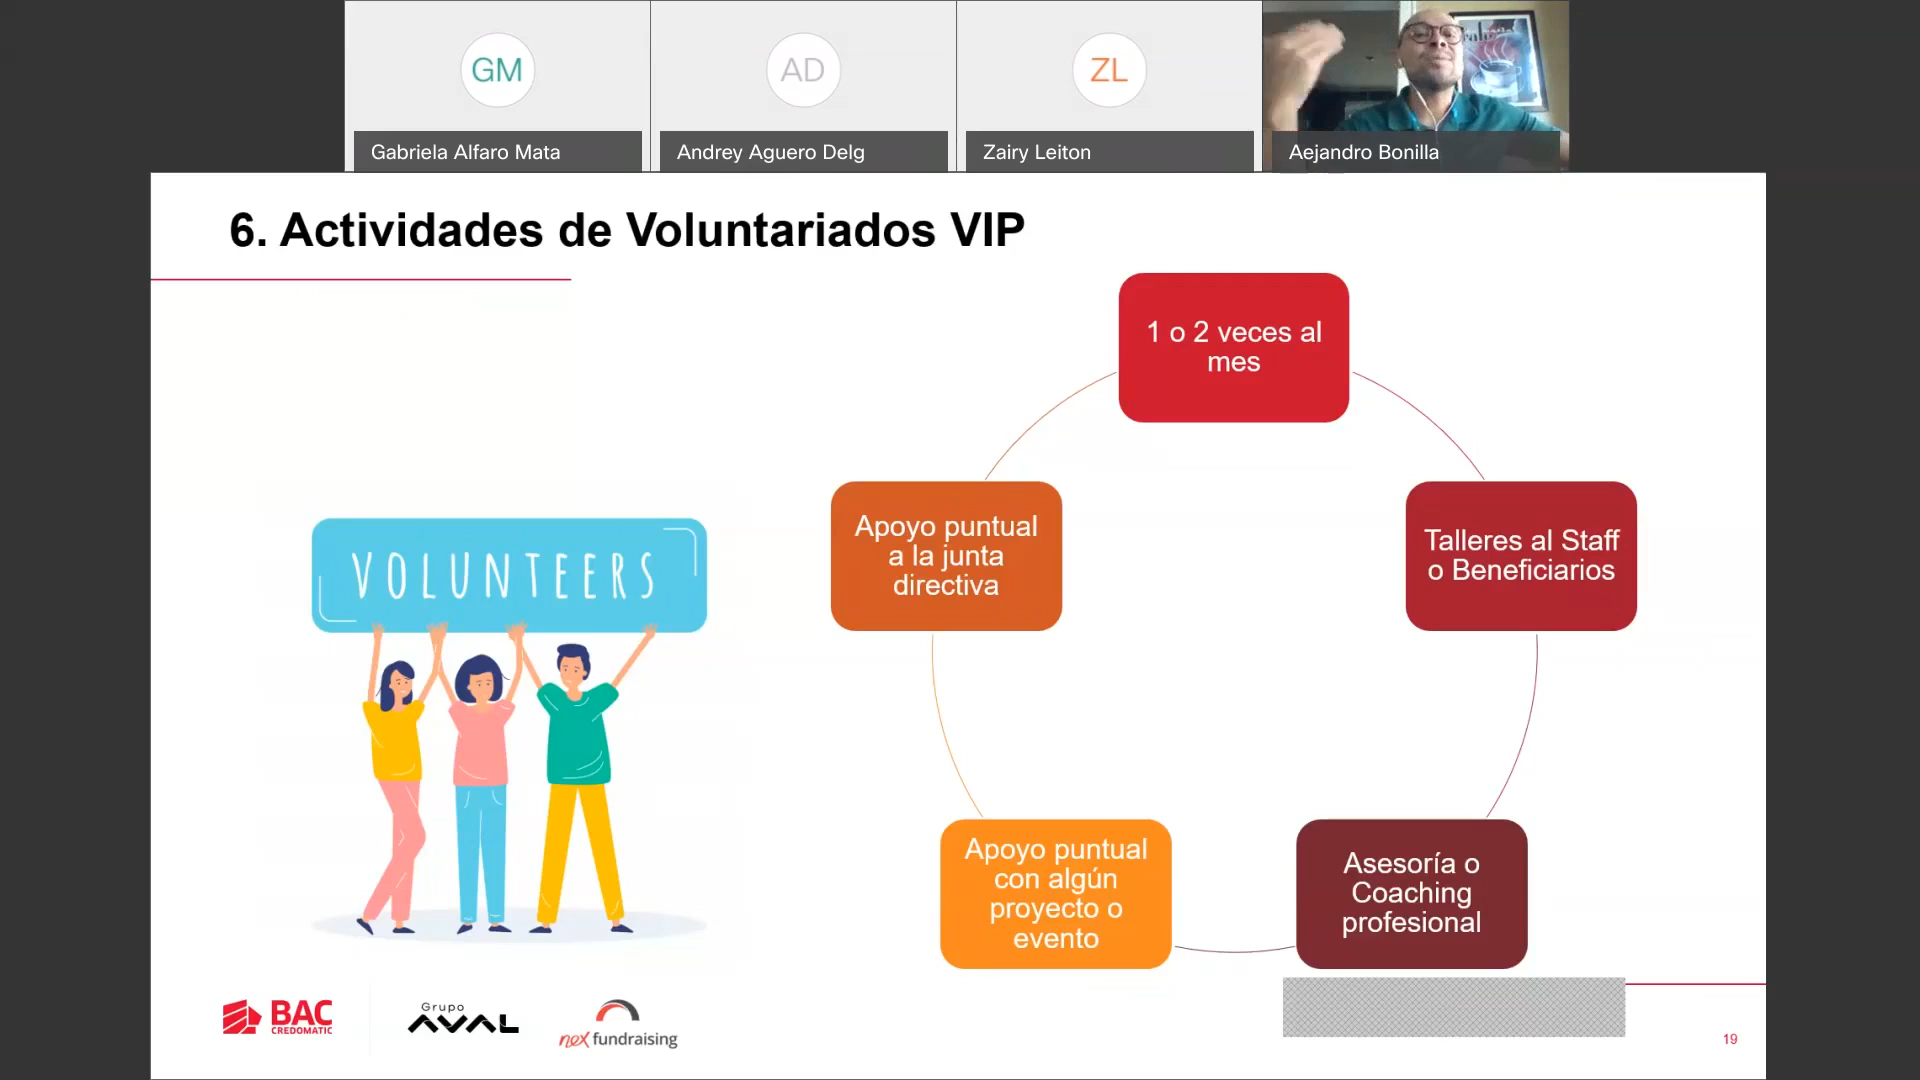 GM
AD
ZL
Gabriela Alfaro Mata
Andrey Aguero Delg
Zairy Leiton
Aejandro Bonilla
6. Actividades de Voluntariados VIP
1 o 2 veces al
mes
Apoyo puntual
a la junta
directiva
Talleres al Staff
o Beneficiarios
VOLUNTEERS
Apoyo puntual
con algún
proyecto o
evento
Asesoría o
Coaching
profesional
BAC
CREDOMATIC
Grupo
AVAL
nex fundraising
19